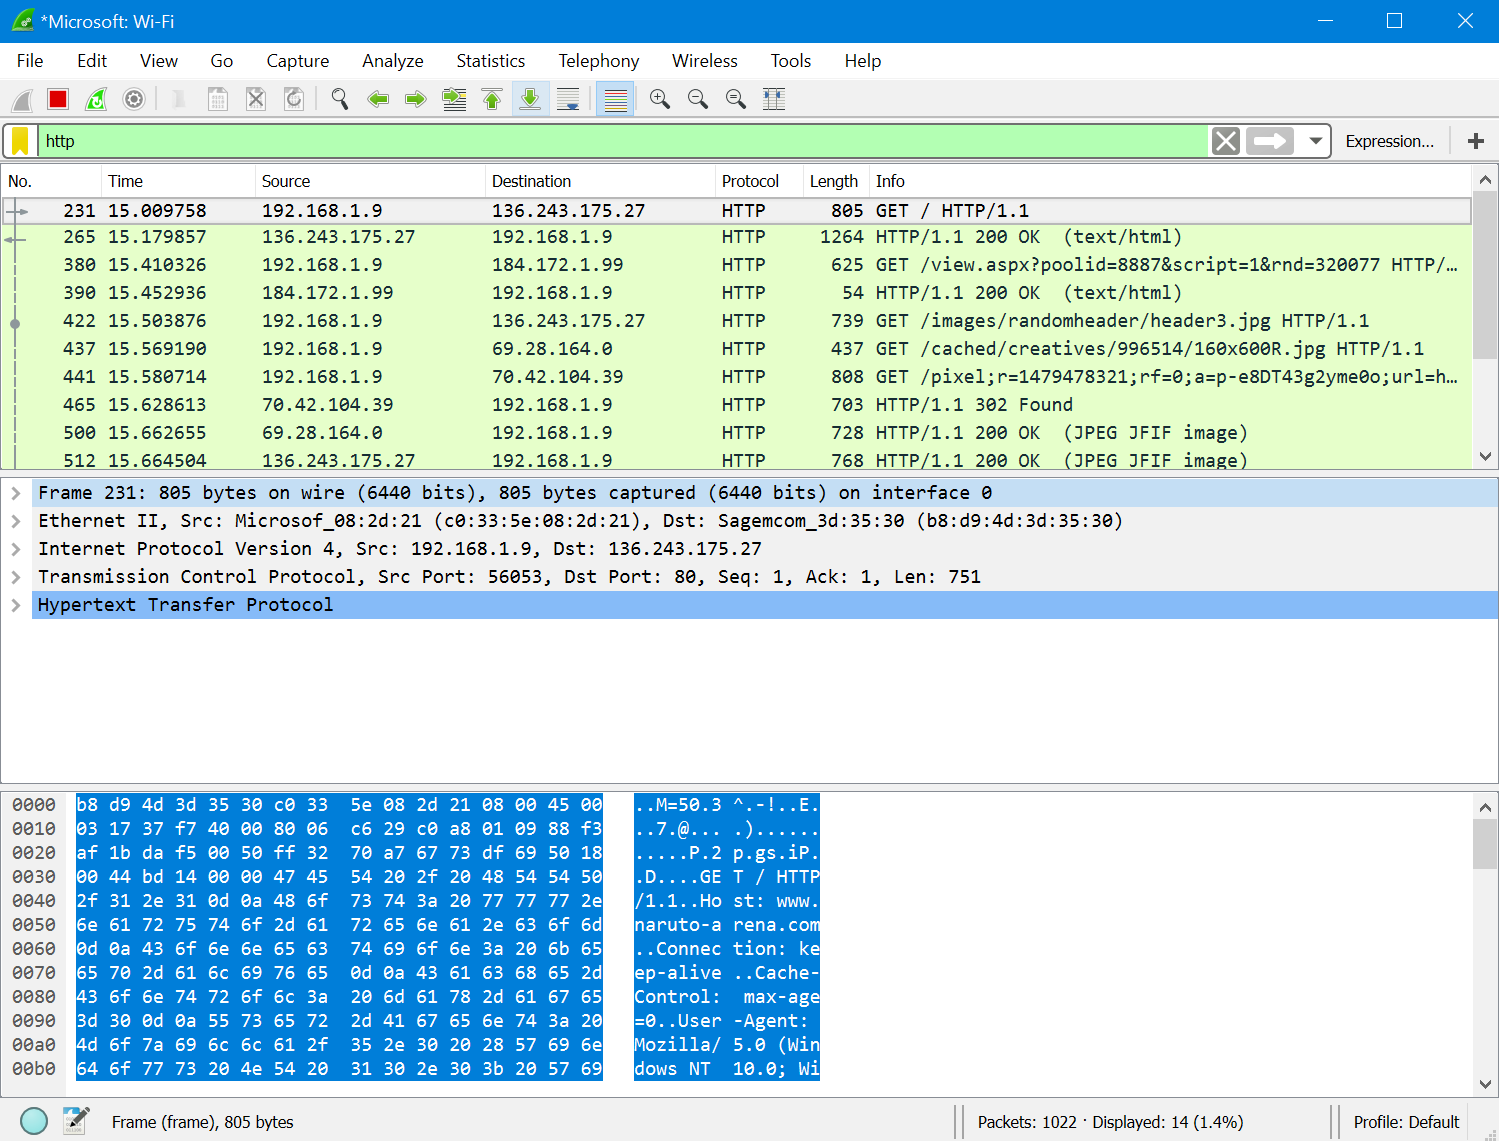 *Microsoft: Wi-Fi
File Edit View Go Capture Analyze Statistics Telephony Wireless Tools Help
http Expression... +
No. Time Source Destination Protocol Length Info
231 15.009758 192.168.1.9 136.243.175.27 HTTP 805 GET / HTTP/1.1
265 15.179857 136.243.175.27 192.168.1.9 HTTP 1264 HTTP/1.1 200 OK (text/html)
380 15.410326 192.168.1.9 184.172.1.99 HTTP 625 GET /view.aspx?poolid=8887&script=1&rnd=320077 HTTP/…
390 15.452936 184.172.1.99 192.168.1.9 HTTP 54 HTTP/1.1 200 OK (text/html)
422 15.503876 192.168.1.9 136.243.175.27 HTTP 739 GET /images/randomheader/header3.jpg HTTP/1.1
437 15.569190 192.168.1.9 69.28.164.0 HTTP 437 GET /cached/creatives/996514/160x600R.jpg HTTP/1.1
441 15.580714 192.168.1.9 70.42.104.39 HTTP 808 GET /pixel;r=1479478321;rf=0;a=p-e8DT43g2yme0o;url=h…
465 15.628613 70.42.104.39 192.168.1.9 HTTP 703 HTTP/1.1 302 Found
500 15.662655 69.28.164.0 192.168.1.9 HTTP 728 HTTP/1.1 200 OK (JPEG JFIF image)
512 15.664504 136.243.175.27 192.168.1.9 HTTP 768 HTTP/1.1 200 OK (JPEG JFIF image)
Frame 231: 805 bytes on wire (6440 bits), 805 bytes captured (6440 bits) on interface 0
Ethernet II, Src: Microsof_08:2d:21 (c0:33:5e:08:2d:21), Dst: Sagemcom_3d:35:30 (b8:d9:4d:3d:35:30)
Internet Protocol Version 4, Src: 192.168.1.9, Dst: 136.243.175.27
Transmission Control Protocol, Src Port: 56053, Dst Port: 80, Seq: 1, Ack: 1, Len: 751
Hypertext Transfer Protocol
0000 b8 d9 4d 3d 35 30 c0 33 5e 08 2d 21 08 00 45 00 ..M=50.3 ^.-!..E.
0010 03 17 37 f7 40 00 80 06 c6 29 c0 a8 01 09 88 f3 ..7.@... .)......
0020 af 1b da f5 00 50 ff 32 70 a7 67 73 df 69 50 18 .....P.2 p.gs.iP.
0030 00 44 bd 14 00 00 47 45 54 20 2f 20 48 54 54 50 .D....GE T / HTTP
0040 2f 31 2e 31 0d 0a 48 6f 73 74 3a 20 77 77 77 2e /1.1..Ho st: www.
0050 6e 61 72 75 74 6f 2d 61 72 65 6e 61 2e 63 6f 6d naruto-a rena.com
0060 0d 0a 43 6f 6e 6e 65 63 74 69 6f 6e 3a 20 6b 65 ..Connec tion: ke
0070 65 70 2d 61 6c 69 76 65 0d 0a 43 61 63 68 65 2d ep-alive ..Cache-
0080 43 6f 6e 74 72 6f 6c 3a 20 6d 61 78 2d 61 67 65 Control: max-age
0090 3d 30 0d 0a 55 73 65 72 2d 41 67 65 6e 74 3a 20 =0..User -Agent:
00a0 4d 6f 7a 69 6c 6c 61 2f 35 2e 30 20 28 57 69 6e Mozilla/ 5.0 (Win
00b0 64 6f 77 73 20 4e 54 20 31 30 2e 30 3b 20 57 69 dows NT 10.0; Wi
Frame (frame), 805 bytes Packets: 1022 · Displayed: 14 (1.4%) Profile: Default